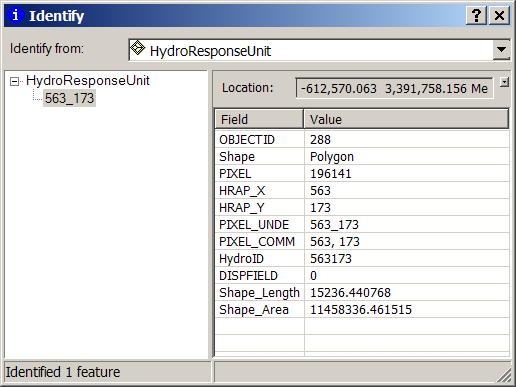 Identify
Identify from: HydroResponseUnit
HydroResponseUnit
563_173
Location: -612,570.063 3,391,758.156 Me
Field Value
OBJECTID 288
Shape Polygon
PIXEL 196141
HRAP_X 563
HRAP_Y 173
PIXEL_UNDE 563_173
PIXEL_COMM 563, 173
HydroID 563173
DISPFIELD 0
Shape_Length 15236.440768
Shape_Area 11458336.461515
Identified 1 feature